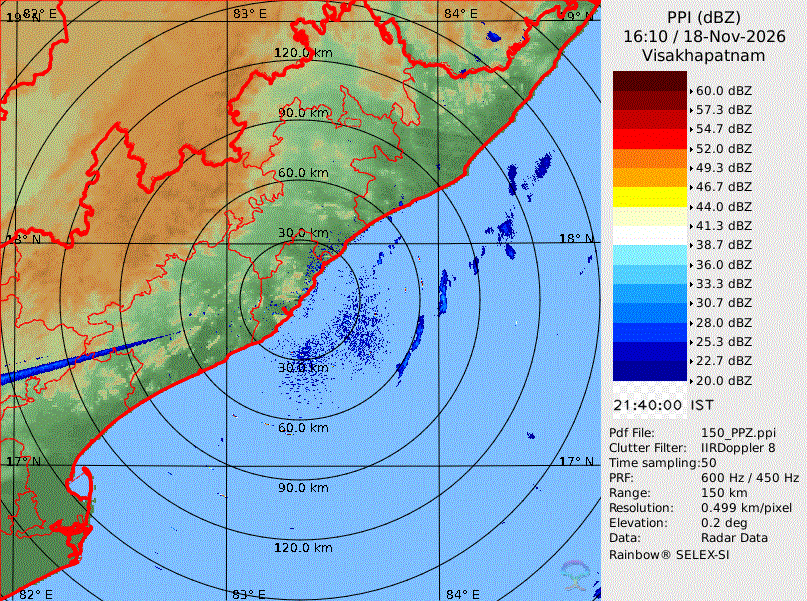 82° E 83° E 84° E
19° N 19° N
120.0 km
90.0 km
60.0 km
30.0 km
18° N 18° N
30.0 km
60.0 km
17° N 17° N
90.0 km
120.0 km
82° E 83° E 84° E
PPI (dBZ)
16:10 / 18-Nov-2026
Visakhapatnam
60.0 dBZ
57.3 dBZ
54.7 dBZ
52.0 dBZ
49.3 dBZ
46.7 dBZ
44.0 dBZ
41.3 dBZ
38.7 dBZ
36.0 dBZ
33.3 dBZ
30.7 dBZ
28.0 dBZ
25.3 dBZ
22.7 dBZ
20.0 dBZ
21:40:00 IST
Pdf File: 150_PPZ.ppi
Clutter Filter: IIRDoppler 8
Time sampling:50
PRF: 600 Hz / 450 Hz
Range: 150 km
Resolution: 0.499 km/pixel
Elevation: 0.2 deg
Data: Radar Data
Rainbow® SELEX-SI